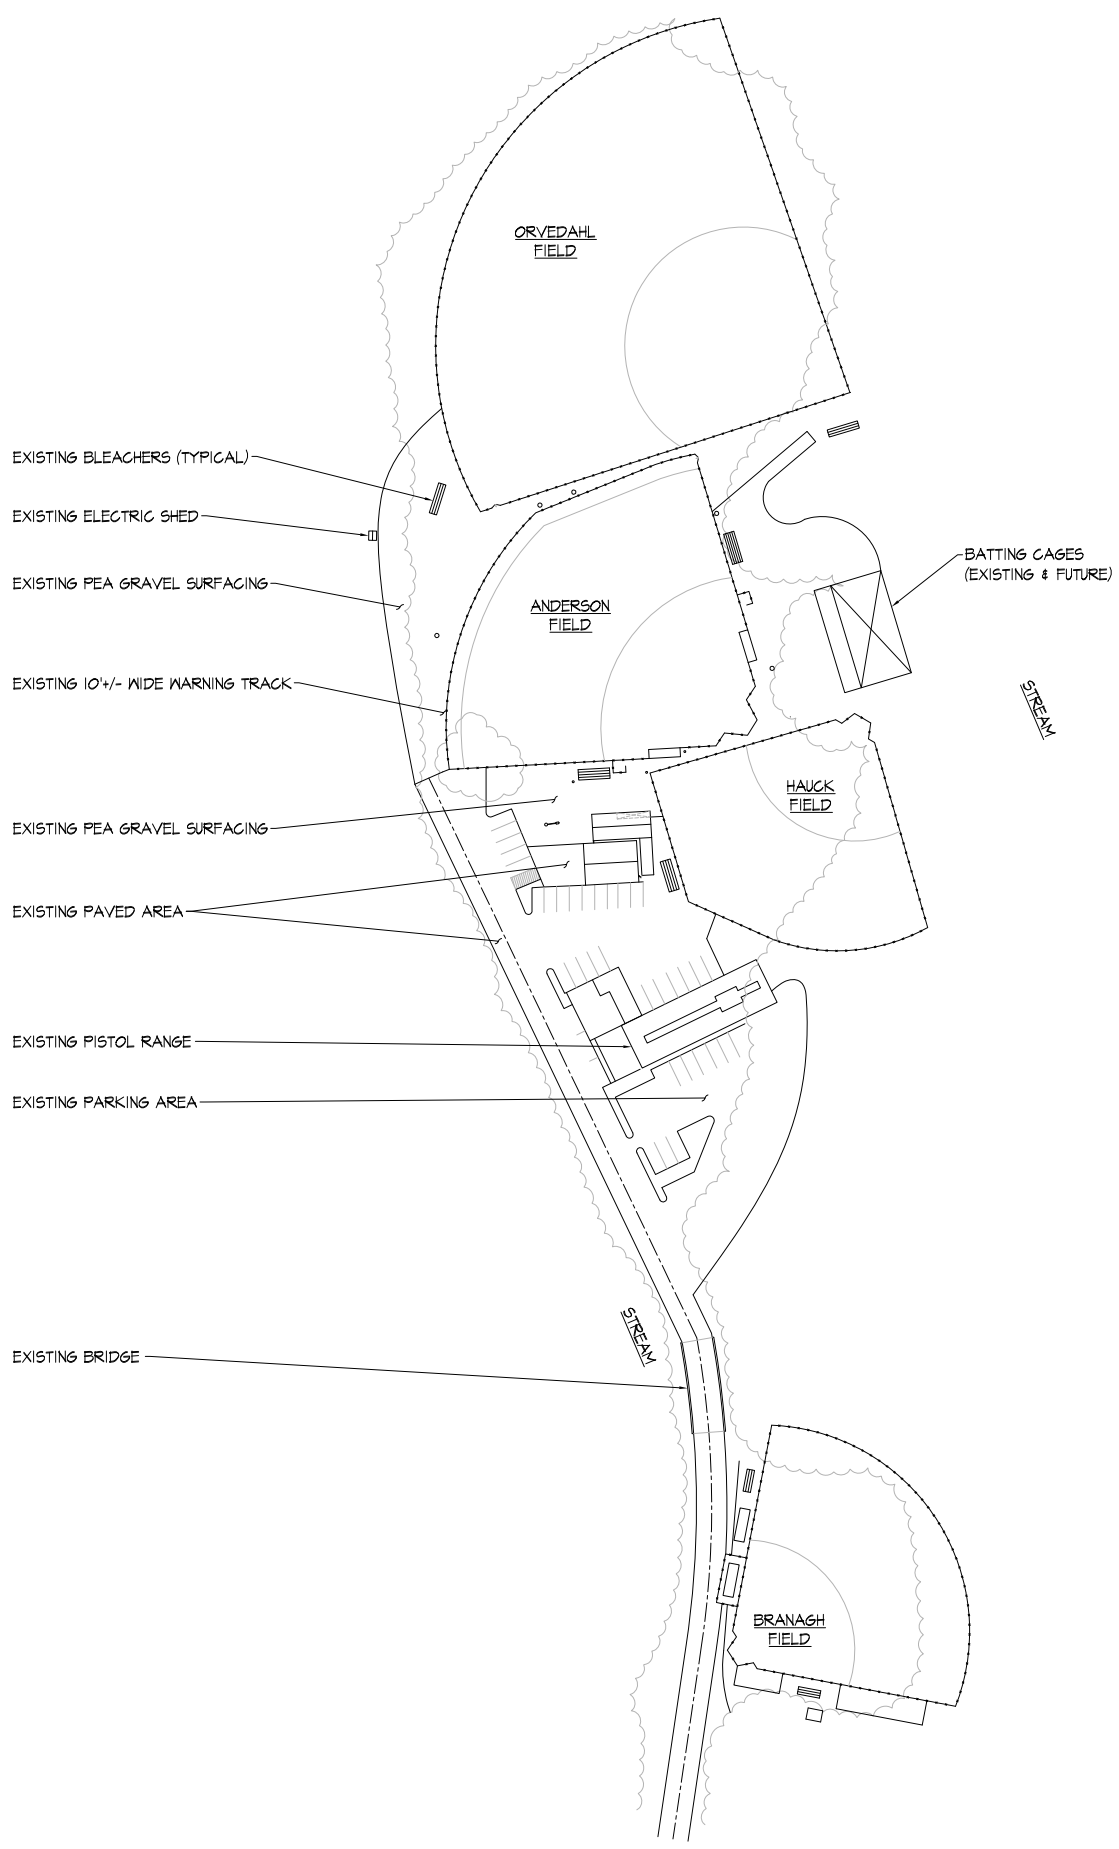 ORVEDAHL
FIELD
EXISTING BLEACHERS (TYPICAL)
EXISTING ELECTRIC SHED
BATTING CAGES
(EXISTING & FUTURE)
EXISTING PEA GRAVEL SURFACING
ANDERSON
FIELD
EXISTING 10'+/- WIDE WARNING TRACK
STREAM
HAUCK
FIELD
EXISTING PEA GRAVEL SURFACING
EXISTING PAVED AREA
EXISTING PISTOL RANGE
EXISTING PARKING AREA
STREAM
EXISTING BRIDGE
BRANAGH
FIELD